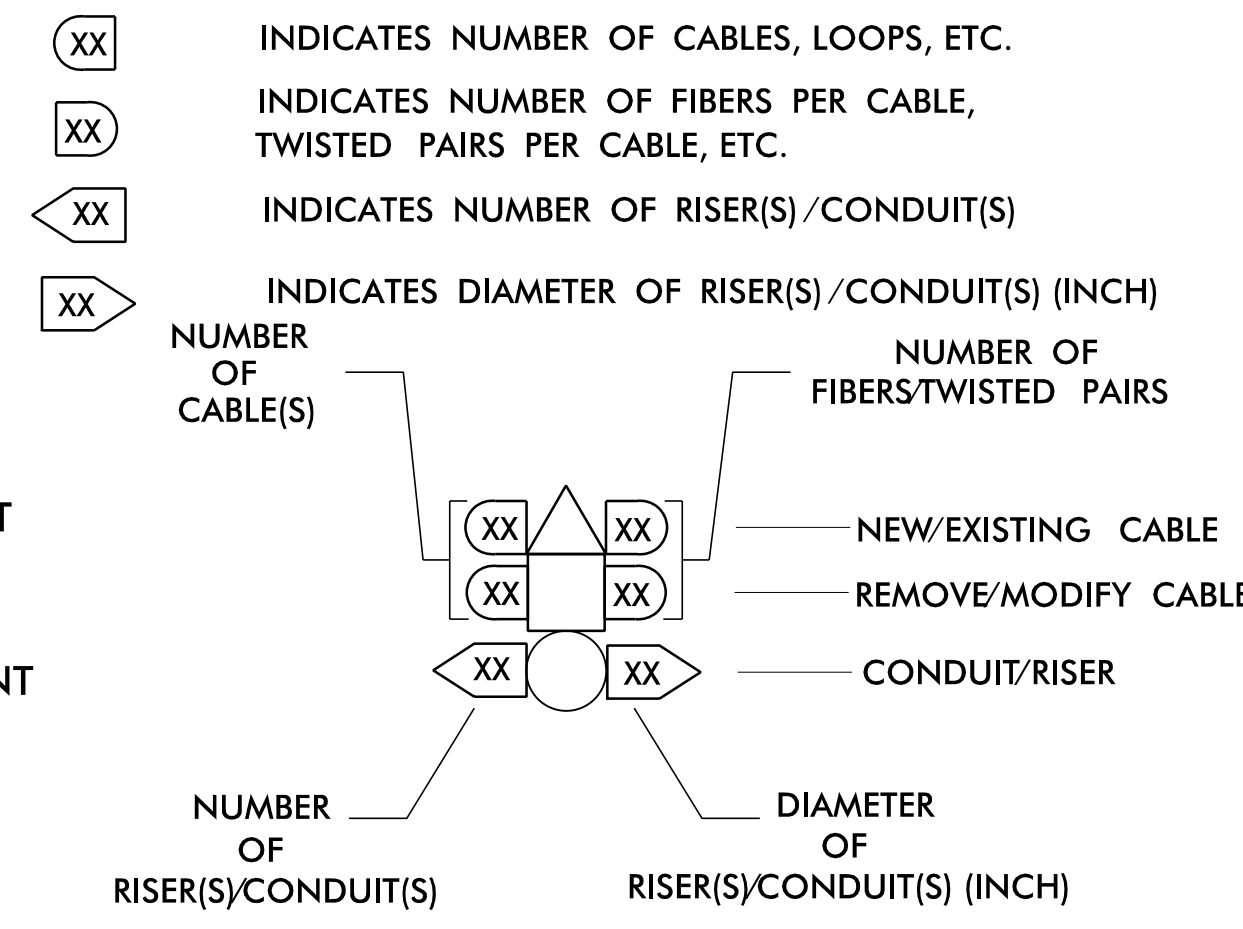 XX INDICATES NUMBER OF CABLES, LOOPS, ETC.
XX INDICATES NUMBER OF FIBERS PER CABLE,
TWISTED PAIRS PER CABLE, ETC.
XX INDICATES NUMBER OF RISER(S)/CONDUIT(S)
XX INDICATES DIAMETER OF RISER(S)/CONDUIT(S) (INCH)
NUMBER
OF
CABLE(S)
NUMBER OF
FIBERS/TWISTED PAIRS
T
XX XX NEW/EXISTING CABLE
XX XX REMOVE/MODIFY CABLE
NT
XX XX CONDUIT/RISER
NUMBER
OF
RISER(S)/CONDUIT(S)
DIAMETER
OF
RISER(S)/CONDUIT(S) (INCH)